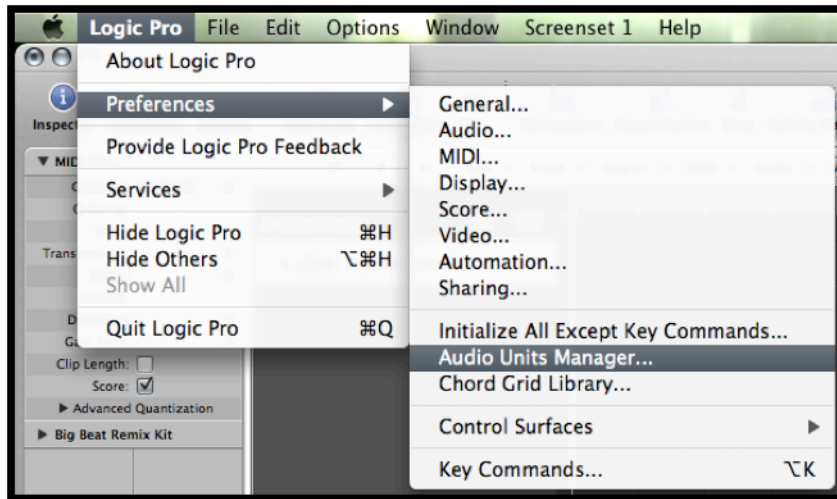 Logic Pro File Edit Options Window Screenset 1 Help
About Logic Pro
Preferences
Provide Logic Pro Feedback
Services
Hide Logic Pro ⌘H
Hide Others ⌥⌘H
Show All
Quit Logic Pro ⌘Q
General...
Audio...
MIDI...
Display...
Score...
Video...
Automation...
Sharing...
Initialize All Except Key Commands...
Audio Units Manager...
Chord Grid Library...
Control Surfaces
Key Commands... ⌥K
Clip Length:
Score:
Advanced Quantization
Big Beat Remix Kit